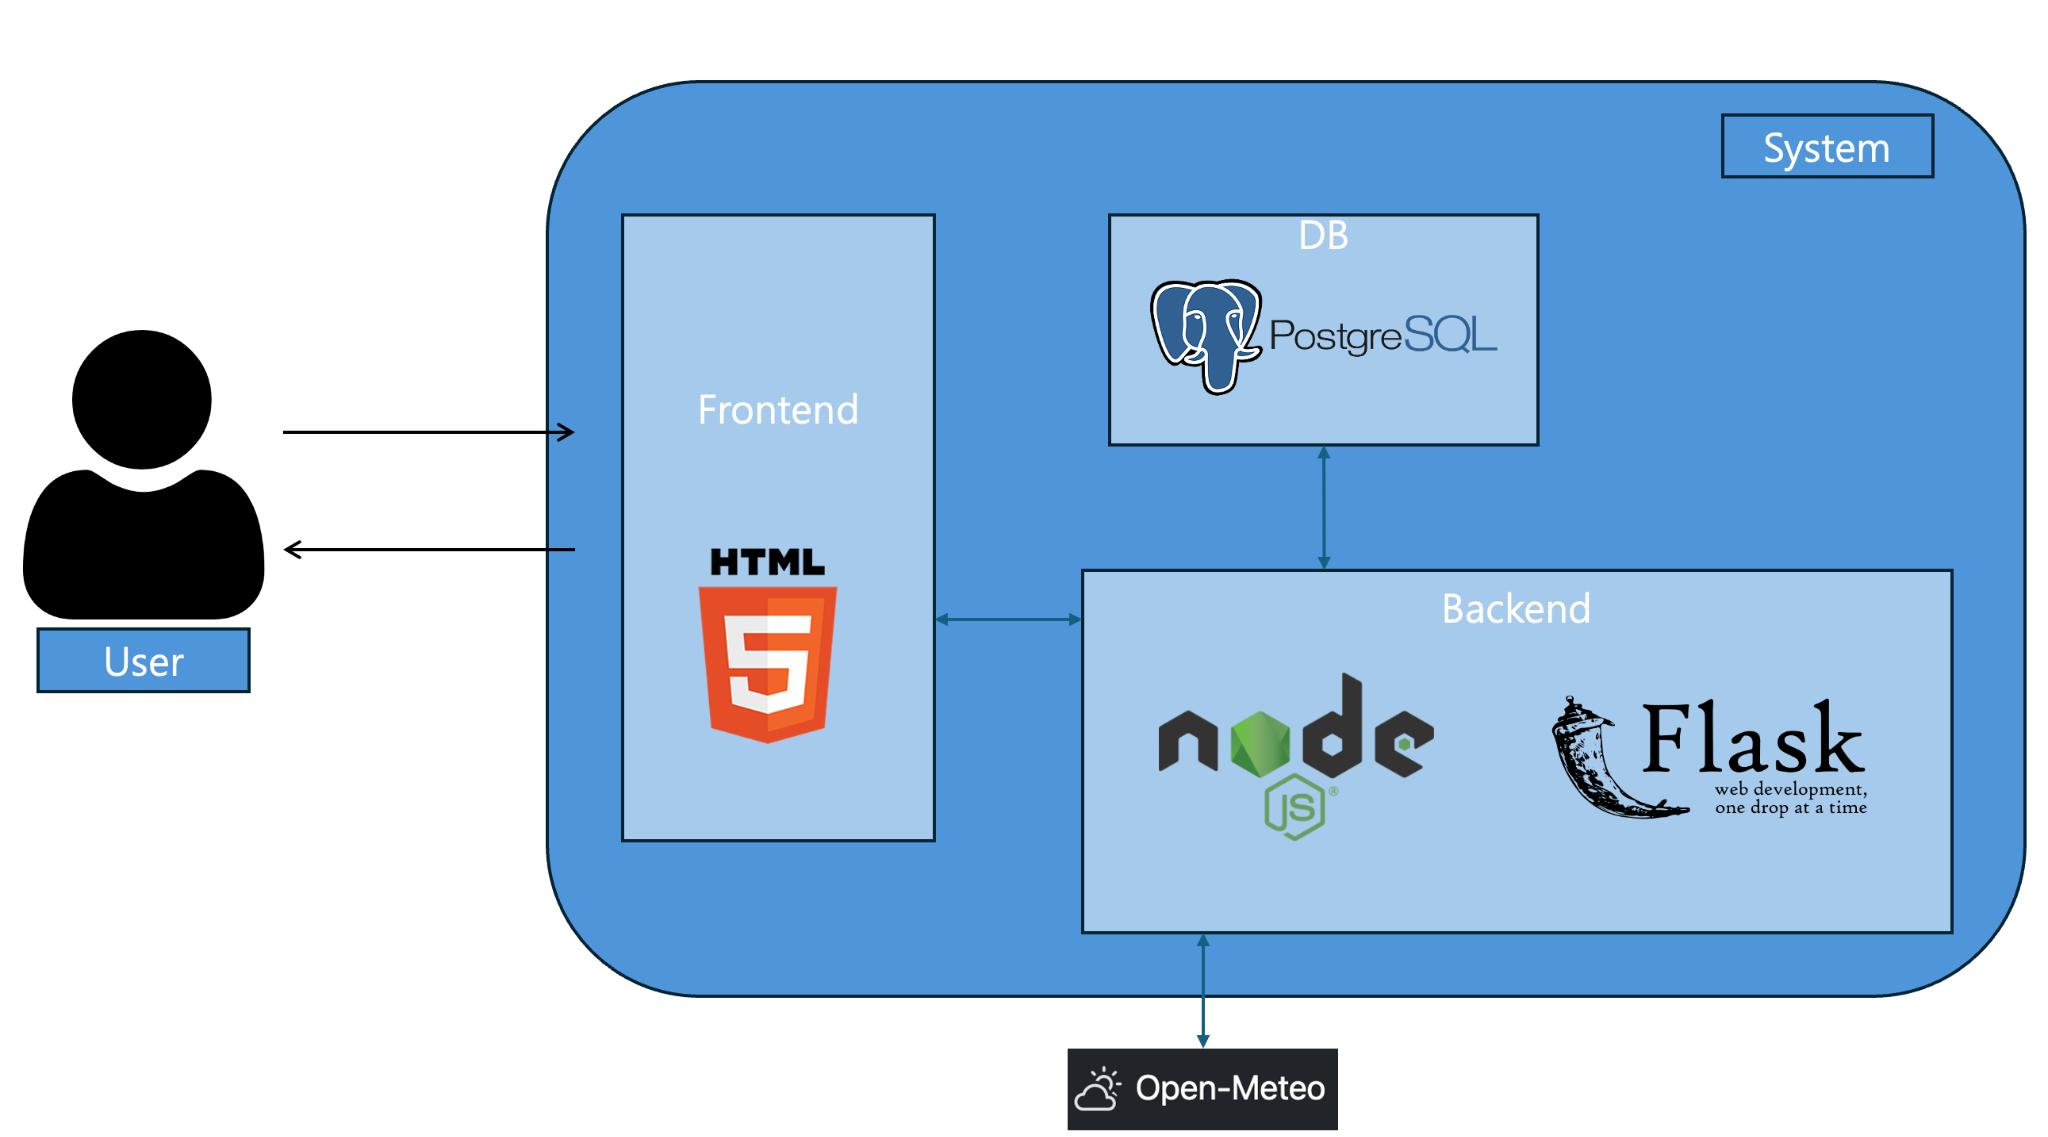 System
DB
PostgreSQL
Frontend
HTML
5
User
Backend
node
JS®
Flask
web development,
one drop at a time
Open-Meteo